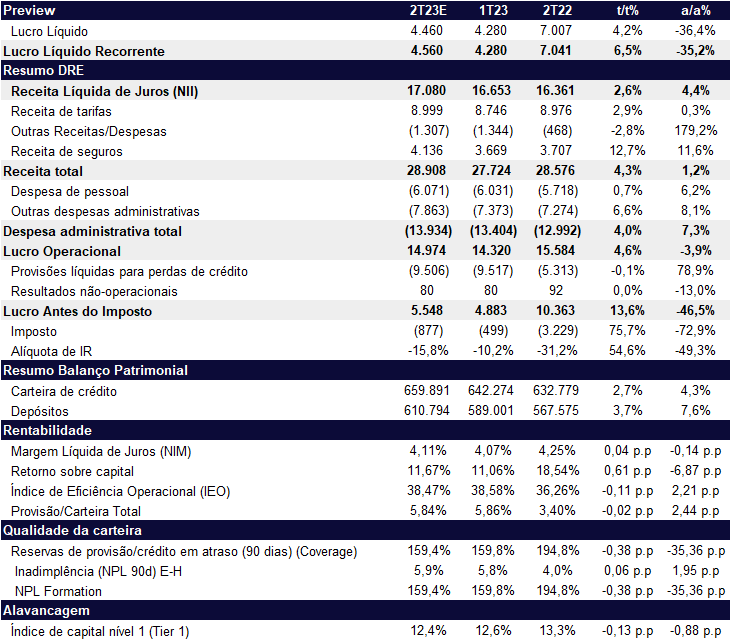 Preview 2T23E 1T23 2T22 t/t% a/a%
Lucro Líquido 4.460 4.280 7.007 4,2% -36,4%
Lucro Líquido Recorrente 4.560 4.280 7.041 6,5% -35,2%
Resumo DRE
Receita Líquida de Juros (NII) 17.080 16.653 16.361 2,6% 4,4%
Receita de tarifas 8.999 8.746 8.976 2,9% 0,3%
Outras Receitas/Despesas (1.307) (1.344) (468) -2,8% 179,2%
Receita de seguros 4.136 3.669 3.707 12,7% 11,6%
Receita total 28.908 27.724 28.576 4,3% 1,2%
Despesa de pessoal (6.071) (6.031) (5.718) 0,7% 6,2%
Outras despesas administrativas (7.863) (7.373) (7.274) 6,6% 8,1%
Despesa administrativa total (13.934) (13.404) (12.992) 4,0% 7,3%
Lucro Operacional 14.974 14.320 15.584 4,6% -3,9%
Provisões líquidas para perdas de crédito (9.506) (9.517) (5.313) -0,1% 78,9%
Resultados não-operacionais 80 80 92 0,0% -13,0%
Lucro Antes do Imposto 5.548 4.883 10.363 13,6% -46,5%
Imposto (877) (499) (3.229) 75,7% -72,9%
Alíquota de IR -15,8% -10,2% -31,2% 54,6% -49,3%
Resumo Balanço Patrimonial
Carteira de crédito 659.891 642.274 632.779 2,7% 4,3%
Depósitos 610.794 589.001 567.575 3,7% 7,6%
Rentabilidade
Margem Líquida de Juros (NIM) 4,11% 4,07% 4,25% 0,04 p.p -0,14 p.p
Retorno sobre capital 11,67% 11,06% 18,54% 0,61 p.p -6,87 p.p
Índice de Eficiência Operacional (IEO) 38,47% 38,58% 36,26% -0,11 p.p 2,21 p.p
Provisão/Carteira Total 5,84% 5,86% 3,40% -0,02 p.p 2,44 p.p
Qualidade da carteira
Reservas de provisão/crédito em atraso (90 dias) (Coverage) 159,4% 159,8% 194,8% -0,38 p.p -35,36 p.p
Inadimplência (NPL 90d) E-H 5,9% 5,8% 4,0% 0,06 p.p 1,95 p.p
NPL Formation 159,4% 159,8% 194,8% -0,38 p.p -35,36 p.p
Alavancagem
Índice de capital nível 1 (Tier 1) 12,4% 12,6% 13,3% -0,13 p.p -0,88 p.p